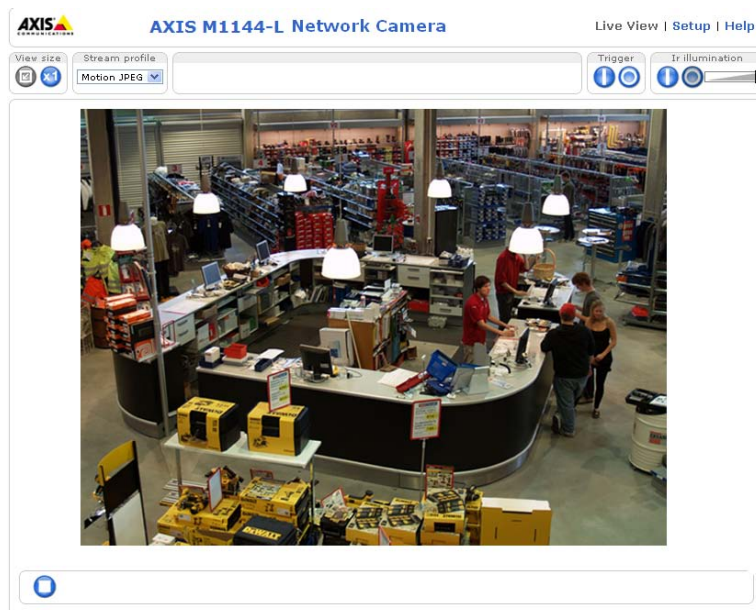 AXIS
COMMUNICATIONS
AXIS M1144-L Network Camera
Live View | Setup | Help
View size
Stream profile
Trigger
Ir illumination
x1
Motion JPEG
DEWALT